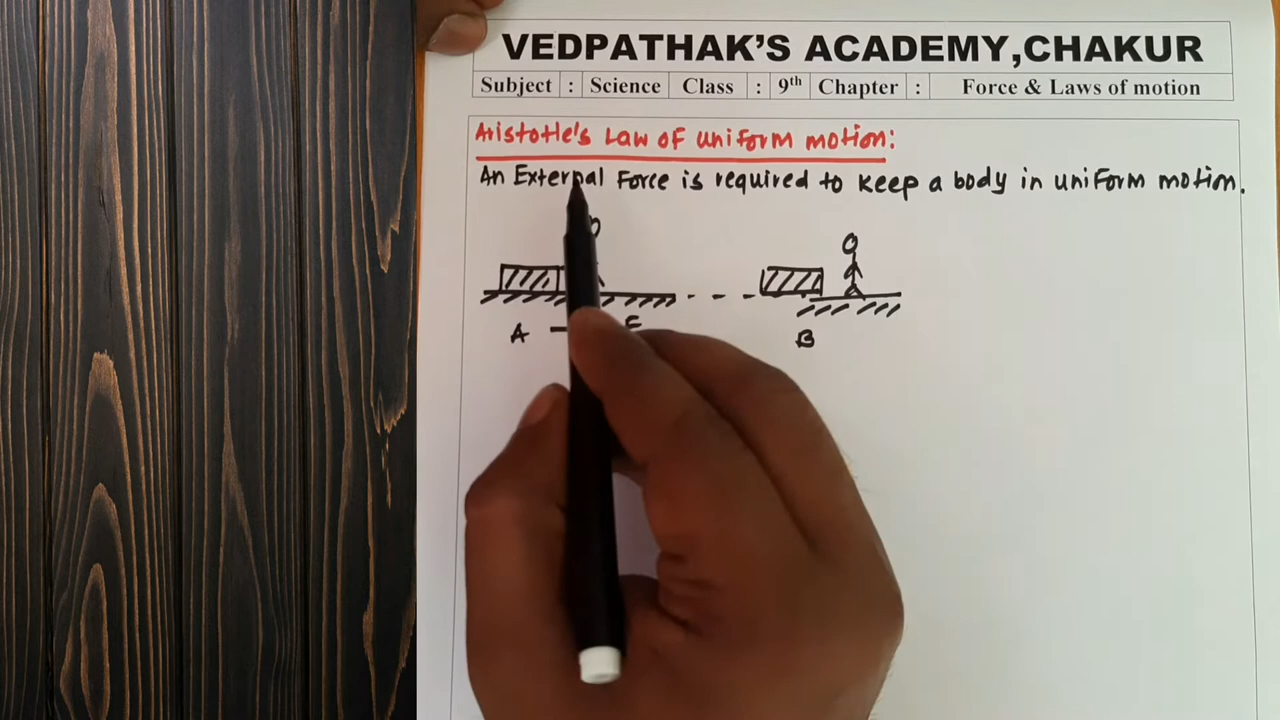 VEDPATHAK'S ACADEMY,CHAKUR
Subject : Science Class : 9th Chapter : Force & Laws of motion
Aristotle's Law of uniform motion:
An External Force is required to keep a body in uniform motion.
A
B